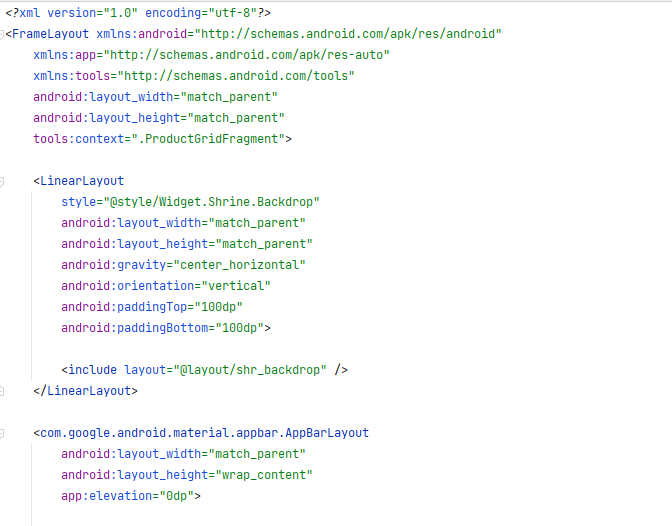 <?xml version="1.0" encoding="utf-8"?>
<FrameLayout xmlns:android="http://schemas.android.com/apk/res/android"
    xmlns:app="http://schemas.android.com/apk/res-auto"
    xmlns:tools="http://schemas.android.com/tools"
    android:layout_width="match_parent"
    android:layout_height="match_parent"
    tools:context=".ProductGridFragment">

    <LinearLayout
        style="@style/Widget.Shrine.Backdrop"
        android:layout_width="match_parent"
        android:layout_height="match_parent"
        android:gravity="center_horizontal"
        android:orientation="vertical"
        android:paddingTop="100dp"
        android:paddingBottom="100dp">

        <include layout="@layout/shr_backdrop" />
    </LinearLayout>

    <com.google.android.material.appbar.AppBarLayout
        android:layout_width="match_parent"
        android:layout_height="wrap_content"
        app:elevation="0dp">